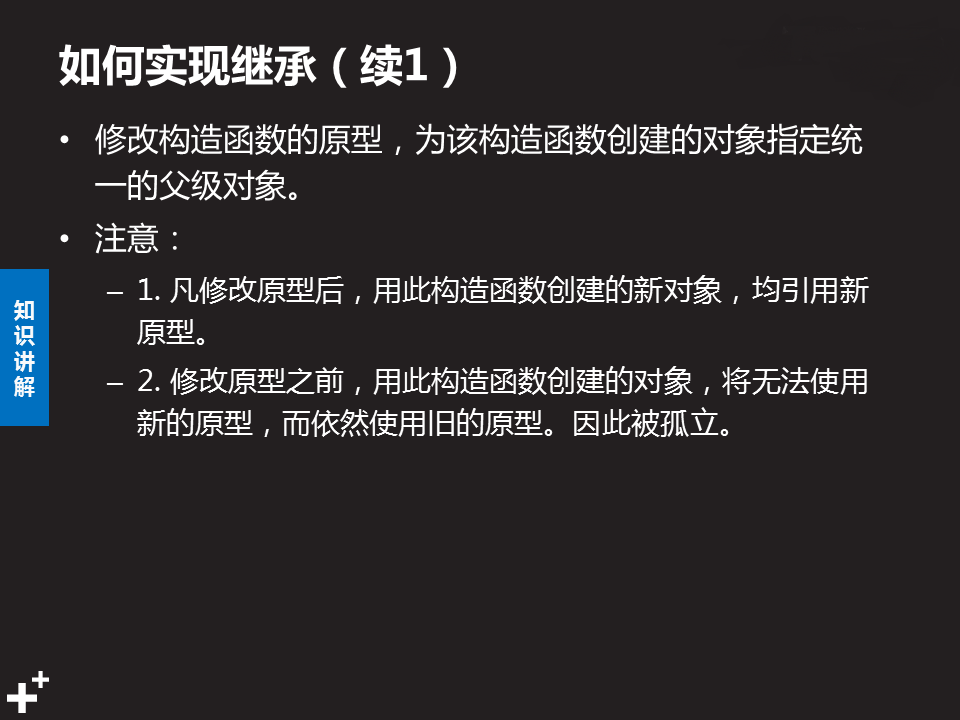 如何实现继承（续1）
• 修改构造函数的原型，为该构造函数创建的对象指定统
一的父级对象。
• 注意：
– 1. 凡修改原型后，用此构造函数创建的新对象，均引用新
原型。
– 2. 修改原型之前，用此构造函数创建的对象，将无法使用
新的原型，而依然使用旧的原型。因此被孤立。
知
识
讲
解